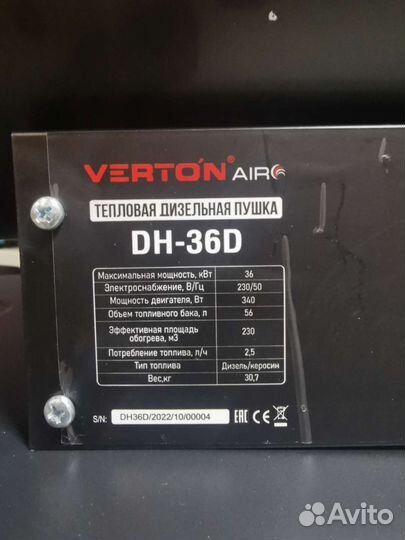 VERTON® AIR
ТЕПЛОВАЯ ДИЗЕЛЬНАЯ ПУШКА
DH-36D
Максимальная мощность, кВт 36
Электроснабжение, В/Гц 230/50
Мощность двигателя, Вт 340
Объем топливного бака, л 56
Эффективная площадь обогрева, м3 230
Потребление топлива, л/ч 2,5
Тип топлива Дизель/керосин
Вес,кг 30,7
S/N: DH36D/2022/10/00004 EAC CE
Avito